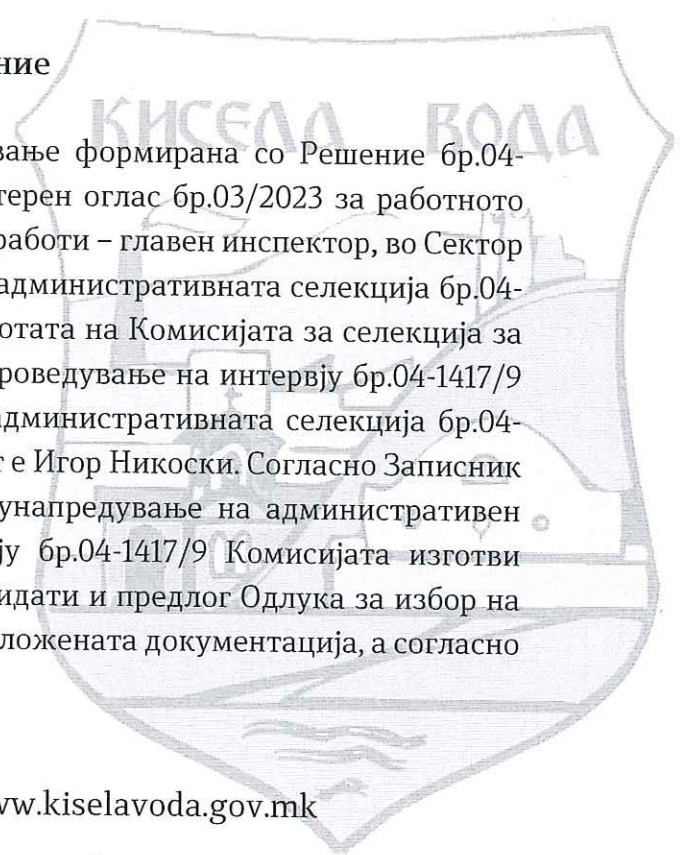 ние
КИСЕЛА ВОДА
вање формирана со Решение бр.04-
терен оглас бр.03/2023 за работното
работи – главен инспектор, во Сектор
административната селекција бр.04-
отата на Комисијата за селекција за
роведување на интервју бр.04-1417/9
дминистративната селекција бр.04-
т е Игор Никоски. Согласно Записник
унапредување на административен
ју бр.04-1417/9 Комисијата изготви
идати и предлог Одлука за избор на
ложената документација, а согласно
vw.kiselavoda.gov.mk